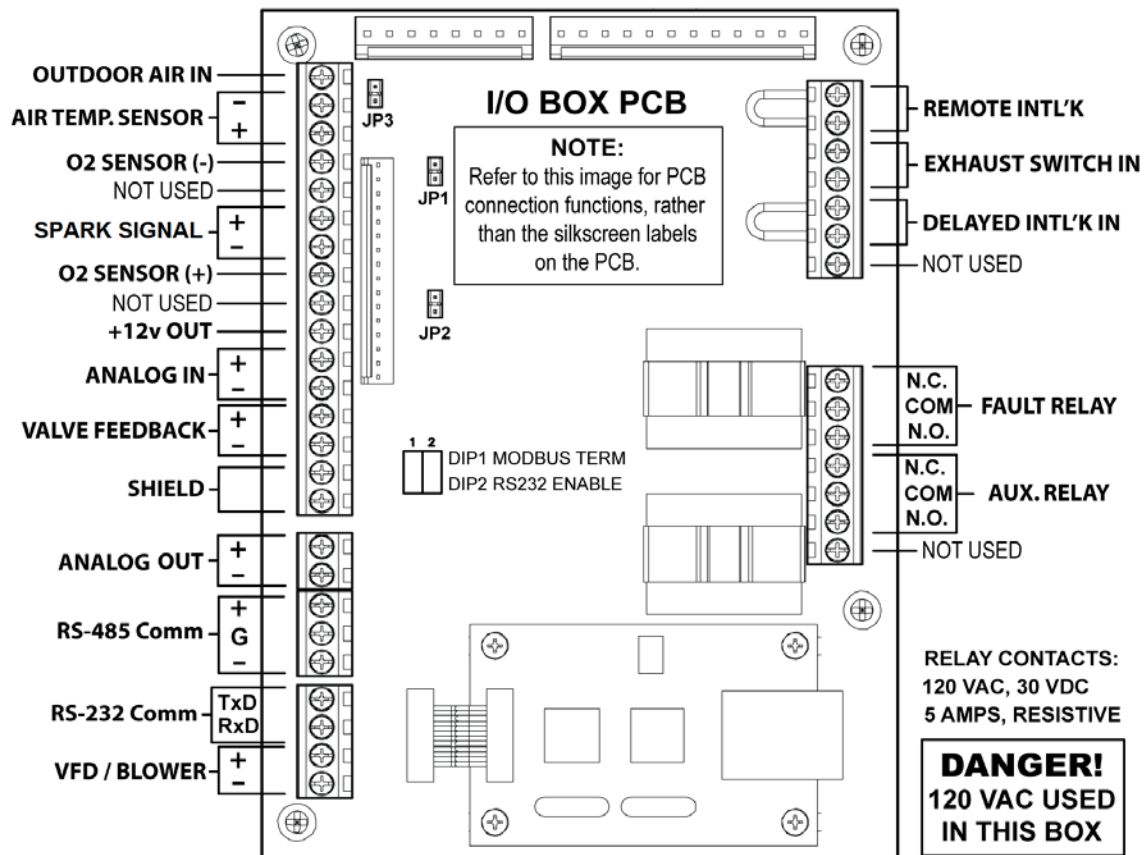 OUTDOOR AIR IN
−
AIR TEMP. SENSOR
+
O2 SENSOR (-)
NOT USED
+
SPARK SIGNAL
−
O2 SENSOR (+)
NOT USED
+12v OUT
+
ANALOG IN
−
+
VALVE FEEDBACK
−
SHIELD
+
ANALOG OUT
−
+
RS-485 Comm G
−
RS-232 Comm TxD
RxD
+
VFD / BLOWER
−
JP3
I/O BOX PCB
NOTE:
Refer to this image for PCB
connection functions, rather
than the silkscreen labels
on the PCB.
JP1
JP2
1 2
DIP1 MODBUS TERM
DIP2 RS232 ENABLE
REMOTE INTL'K
EXHAUST SWITCH IN
DELAYED INTL'K IN
NOT USED
N.C.
COM FAULT RELAY
N.O.
N.C.
COM AUX. RELAY
N.O.
NOT USED
RELAY CONTACTS:
120 VAC, 30 VDC
5 AMPS, RESISTIVE
DANGER!
120 VAC USED
IN THIS BOX